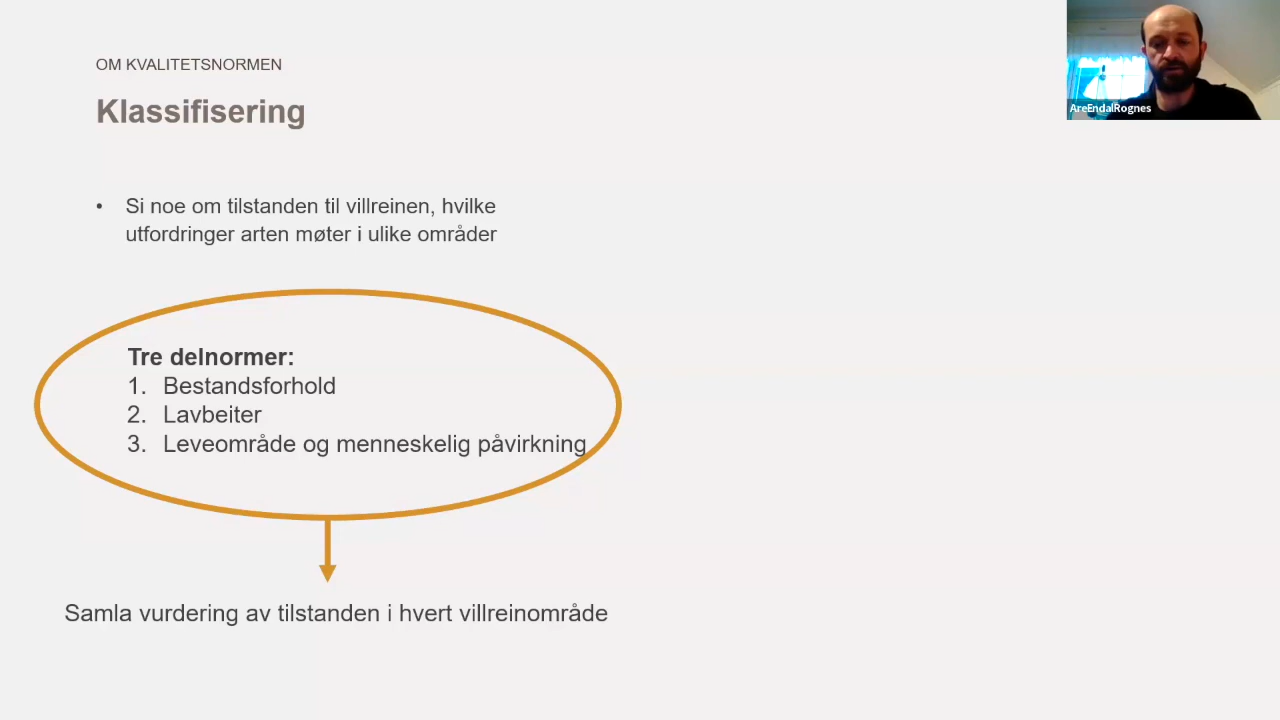 OM KVALITETSNORMEN
Klassifisering
• Si noe om tilstanden til villreinen, hvilke
utfordringer arten møter i ulike områder
Tre delnormer:
1. Bestandsforhold
2. Lavbeiter
3. Leveområde og menneskelig påvirkning
Samla vurdering av tilstanden i hvert villreinområde
AreEndalRognes